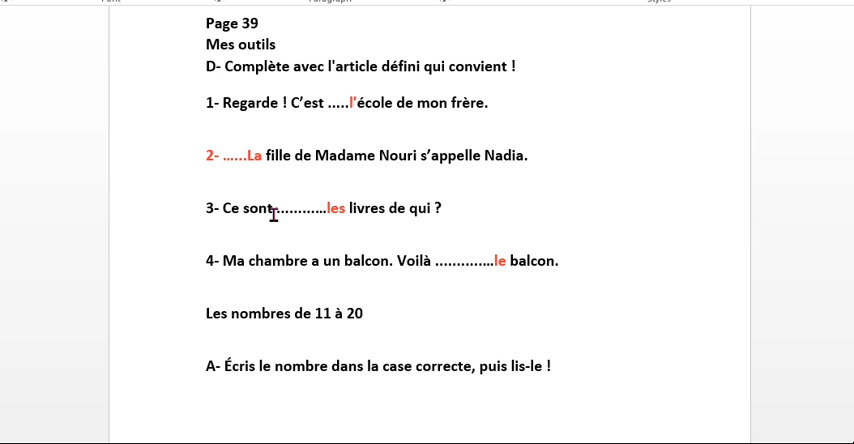 Page 39
Mes outils
D- Complète avec l'article défini qui convient !
1- Regarde ! C’est .....l'école de mon frère.
2- ......La fille de Madame Nouri s’appelle Nadia.
3- Ce sont............les livres de qui ?
4- Ma chambre a un balcon. Voilà ..............le balcon.
Les nombres de 11 à 20
A- Écris le nombre dans la case correcte, puis lis-le !